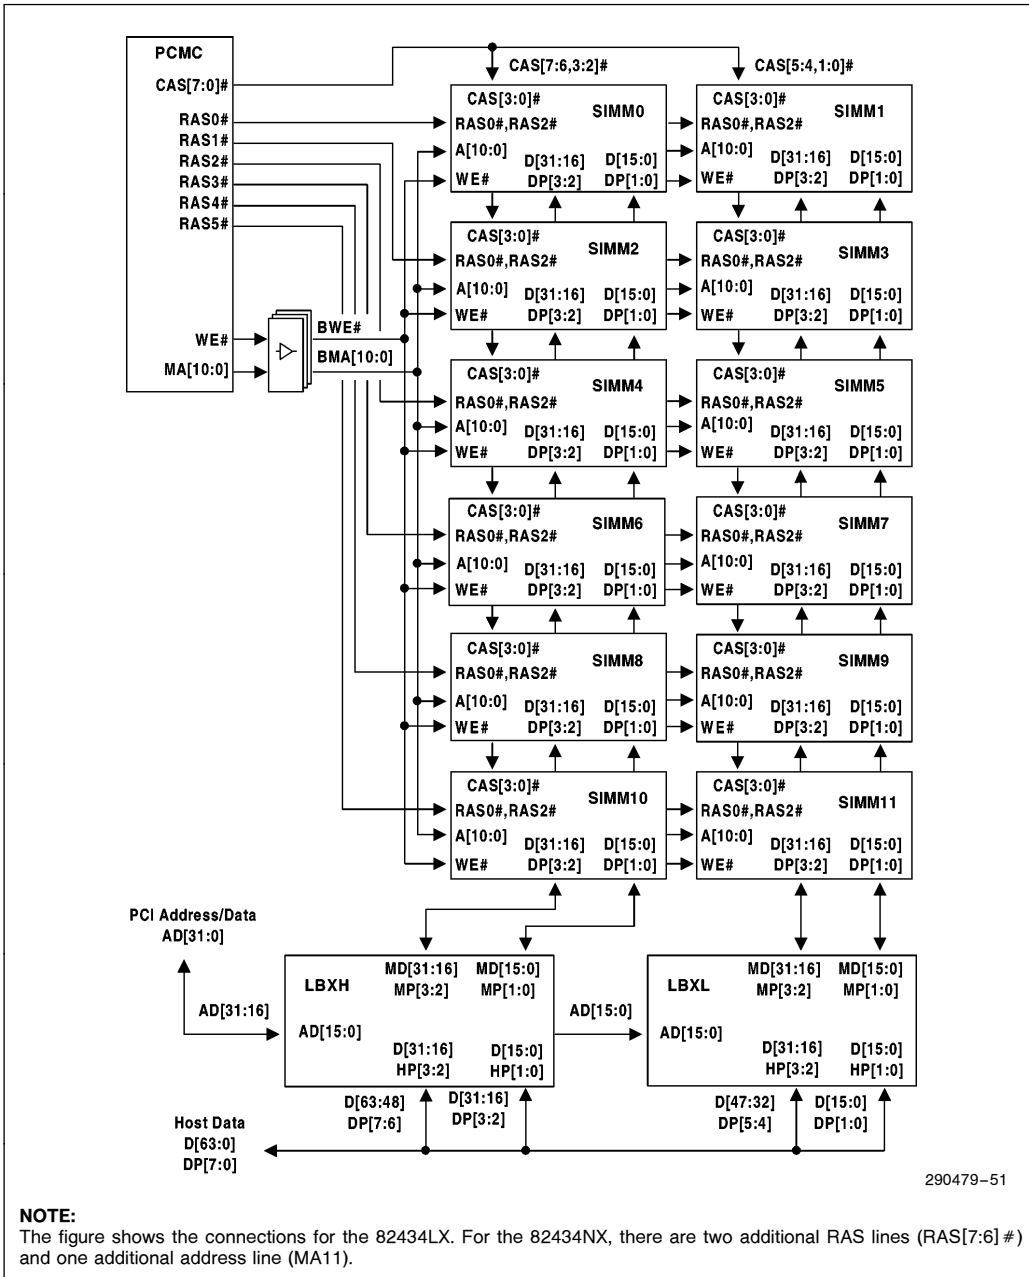 PCMC
CAS[7:0]#
RAS0#
RAS1#
RAS2#
RAS3#
RAS4#
RAS5#
WE#
MA[10:0]
BWE#
BMA[10:0]
CAS[7:6,3:2]#
CAS[5:4,1:0]#
CAS[3:0]#
SIMM0
RAS0#,RAS2#
A[10:0]
D[31:16] D[15:0]
WE# DP[3:2] DP[1:0]
CAS[3:0]#
SIMM1
RAS0#,RAS2#
A[10:0]
D[31:16] D[15:0]
WE# DP[3:2] DP[1:0]
CAS[3:0]#
SIMM2
RAS0#,RAS2#
A[10:0]
D[31:16] D[15:0]
WE# DP[3:2] DP[1:0]
CAS[3:0]#
SIMM3
RAS0#,RAS2#
A[10:0]
D[31:16] D[15:0]
WE# DP[3:2] DP[1:0]
CAS[3:0]#
SIMM4
RAS0#,RAS2#
A[10:0]
D[31:16] D[15:0]
WE# DP[3:2] DP[1:0]
CAS[3:0]#
SIMM5
RAS0#,RAS2#
A[10:0]
D[31:16] D[15:0]
WE# DP[3:2] DP[1:0]
CAS[3:0]#
SIMM6
RAS0#,RAS2#
A[10:0]
D[31:16] D[15:0]
WE# DP[3:2] DP[1:0]
CAS[3:0]#
SIMM7
RAS0#,RAS2#
A[10:0]
D[31:16] D[15:0]
WE# DP[3:2] DP[1:0]
CAS[3:0]#
SIMM8
RAS0#,RAS2#
A[10:0]
D[31:16] D[15:0]
WE# DP[3:2] DP[1:0]
CAS[3:0]#
SIMM9
RAS0#,RAS2#
A[10:0]
D[31:16] D[15:0]
WE# DP[3:2] DP[1:0]
CAS[3:0]#
SIMM10
RAS0#,RAS2#
A[10:0]
D[31:16] D[15:0]
WE# DP[3:2] DP[1:0]
CAS[3:0]#
SIMM11
RAS0#,RAS2#
A[10:0]
D[31:16] D[15:0]
WE# DP[3:2] DP[1:0]
PCI Address/Data
AD[31:0]
AD[31:16]
LBXH
MD[31:16] MD[15:0]
MP[3:2] MP[1:0]
AD[15:0]
D[31:16] D[15:0]
HP[3:2] HP[1:0]
AD[15:0]
LBXL
MD[31:16] MD[15:0]
MP[3:2] MP[1:0]
AD[15:0]
D[31:16] D[15:0]
HP[3:2] HP[1:0]
D[63:48] D[31:16]
DP[7:6] DP[3:2]
D[47:32] D[15:0]
DP[5:4] DP[1:0]
Host Data
D[63:0]
DP[7:0]
290479–51
NOTE:
The figure shows the connections for the 82434LX. For the 82434NX, there are two additional RAS lines (RAS[7:6]#)
and one additional address line (MA11).